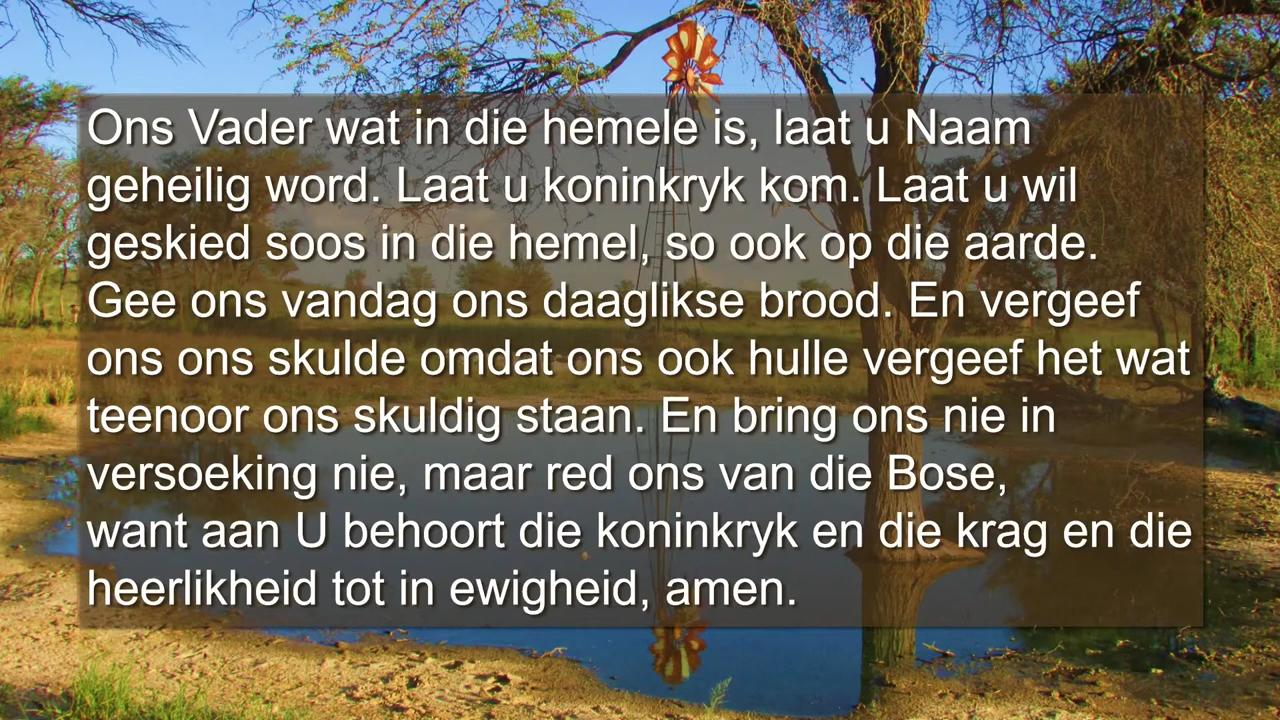 Ons Vader wat in die hemele is, laat u Naam
geheilig word. Laat u koninkryk kom. Laat u wil
geskied soos in die hemel, so ook op die aarde.
Gee ons vandag ons daaglikse brood. En vergeef
ons ons skulde omdat ons ook hulle vergeef het wat
teenoor ons skuldig staan. En bring ons nie in
versoeking nie, maar red ons van die Bose,
want aan U behoort die koninkryk en die krag en die
heerlikheid tot in ewigheid, amen.